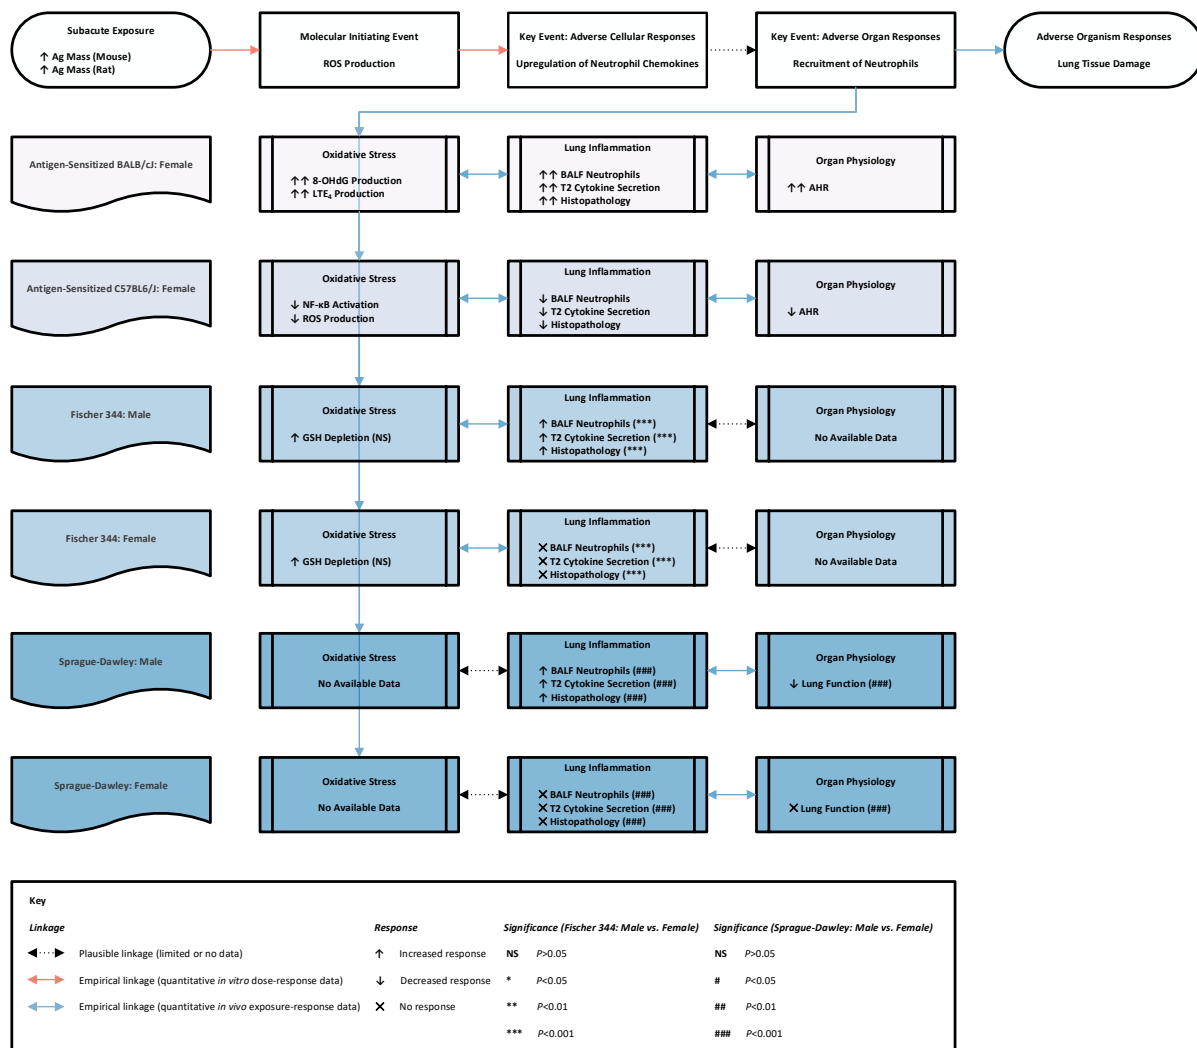 Subacute Exposure
↑ Ag Mass (Mouse)
↑ Ag Mass (Rat)
Molecular Initiating Event
ROS Production
Key Event: Adverse Cellular Responses
Upregulation of Neutrophil Chemokines
Key Event: Adverse Organ Responses
Recruitment of Neutrophils
Adverse Organism Responses
Lung Tissue Damage
Antigen-Sensitized BALB/cJ: Female
Oxidative Stress
↑↑ 8-OHdG Production
↑↑ LTE₄ Production
Lung Inflammation
↑↑ BALF Neutrophils
↑↑ T2 Cytokine Secretion
↑↑ Histopathology
Organ Physiology
↑↑ AHR
Antigen-Sensitized C57BL6/J: Female
Oxidative Stress
↓ NF-κB Activation
↓ ROS Production
Lung Inflammation
↓ BALF Neutrophils
↓ T2 Cytokine Secretion
↓ Histopathology
Organ Physiology
↓ AHR
Fischer 344: Male
Oxidative Stress
↑ GSH Depletion (NS)
Lung Inflammation
↑ BALF Neutrophils (***)
↑ T2 Cytokine Secretion (***)
↑ Histopathology (***)
Organ Physiology
No Available Data
Fischer 344: Female
Oxidative Stress
↑ GSH Depletion (NS)
Lung Inflammation
✕ BALF Neutrophils (***)
✕ T2 Cytokine Secretion (***)
✕ Histopathology (***)
Organ Physiology
No Available Data
Sprague-Dawley: Male
Oxidative Stress
No Available Data
Lung Inflammation
↑ BALF Neutrophils (###)
↑ T2 Cytokine Secretion (###)
↑ Histopathology (###)
Organ Physiology
↓ Lung Function (###)
Sprague-Dawley: Female
Oxidative Stress
No Available Data
Lung Inflammation
✕ BALF Neutrophils (###)
✕ T2 Cytokine Secretion (###)
✕ Histopathology (###)
Organ Physiology
✕ Lung Function (###)
Key
Linkage
Plausible linkage (limited or no data)
Empirical linkage (quantitative in vitro dose-response data)
Empirical linkage (quantitative in vivo exposure-response data)
Response
↑ Increased response
↓ Decreased response
✕ No response
Significance (Fischer 344: Male vs. Female)
NS P>0.05
* P<0.05
** P<0.01
*** P<0.001
Significance (Sprague-Dawley: Male vs. Female)
NS P>0.05
# P<0.05
## P<0.01
### P<0.001